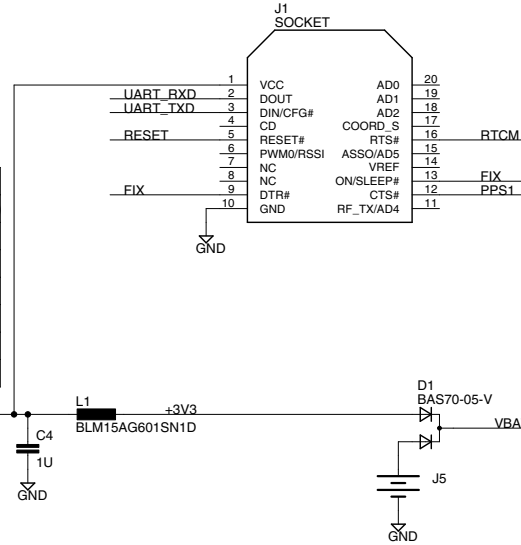 J1
SOCKET
1 VCC AD0 20
UART_RXD 2 DOUT AD1 19
UART_TXD 3 DIN/CFG# AD2 18
4 CD COORD_S 17
RESET 5 RESET# RTS# 16 RTCM
6 PWM0/RSSI ASSO/AD5 15
7 NC VREF 14
8 NC ON/SLEEP# 13 FIX
FIX 9 DTR# CTS# 12 PPS1
10 GND RF_TX/AD4 11
GND
D1
BAS70-05-V
L1
+3V3
BLM15AG601SN1D
VBA
C4
1U
GND
J5
GND